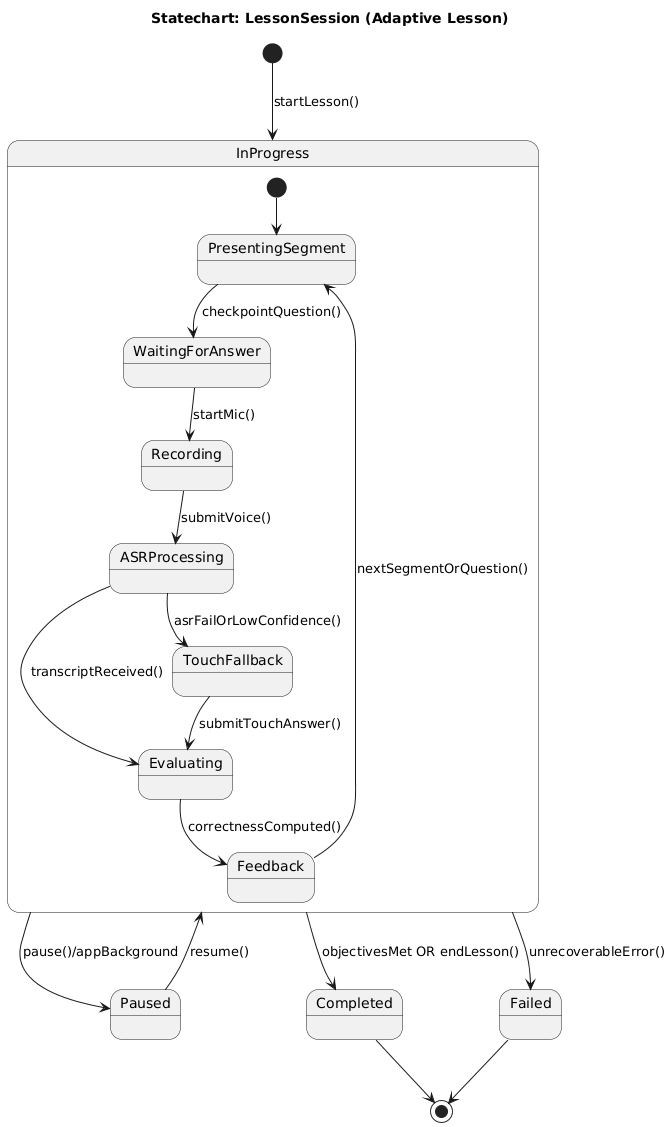 Statechart: LessonSession (Adaptive Lesson)
startLesson()
InProgress
PresentingSegment
checkpointQuestion()
WaitingForAnswer
startMic()
Recording
submitVoice()
ASRProcessing
nextSegmentOrQuestion()
asrFailOrLowConfidence()
TouchFallback
transcriptReceived()
submitTouchAnswer()
Evaluating
correctnessComputed()
Feedback
pause()/appBackground
resume()
objectivesMet OR endLesson()
unrecoverableError()
Paused
Completed
Failed